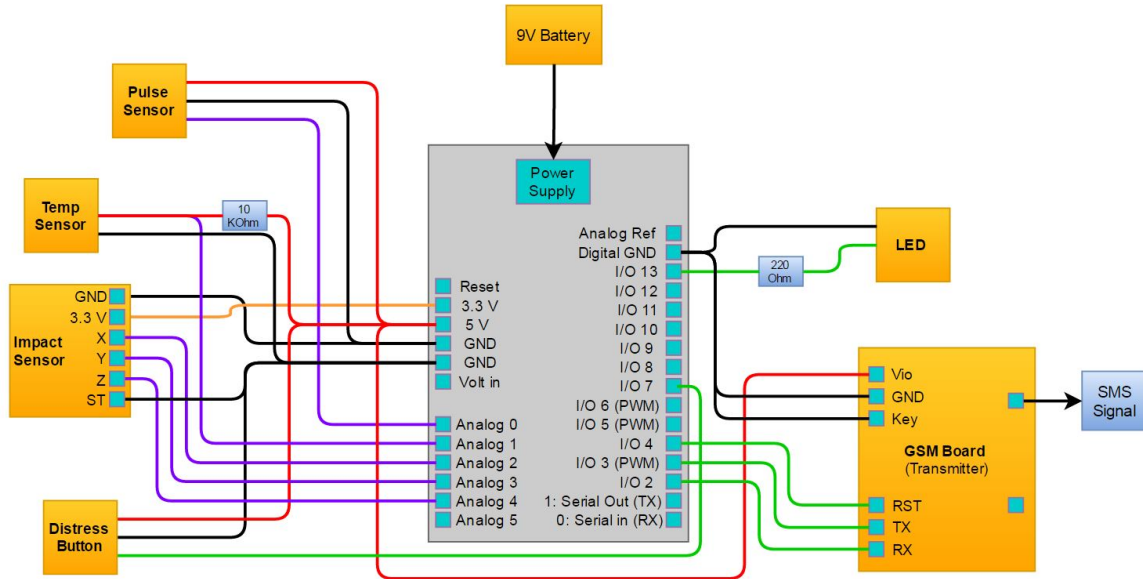 9V Battery
Pulse
Sensor
Power
Supply
Temp
Sensor
10
KOhm
Analog Ref
Digital GND
I/O 13
I/O 12
I/O 11
I/O 10
I/O 9
I/O 8
I/O 7
I/O 6 (PWM)
I/O 5 (PWM)
I/O 4
I/O 3 (PWM)
I/O 2
1: Serial Out (TX)
0: Serial in (RX)
LED
220
Ohm
Reset
3.3 V
5 V
GND
GND
Volt in
Analog 0
Analog 1
Analog 2
Analog 3
Analog 4
Analog 5
Impact
Sensor
GND
3.3 V
X
Y
Z
ST
Distress
Button
Vio
GND
Key
GSM Board
(Transmitter)
RST
TX
RX
SMS
Signal